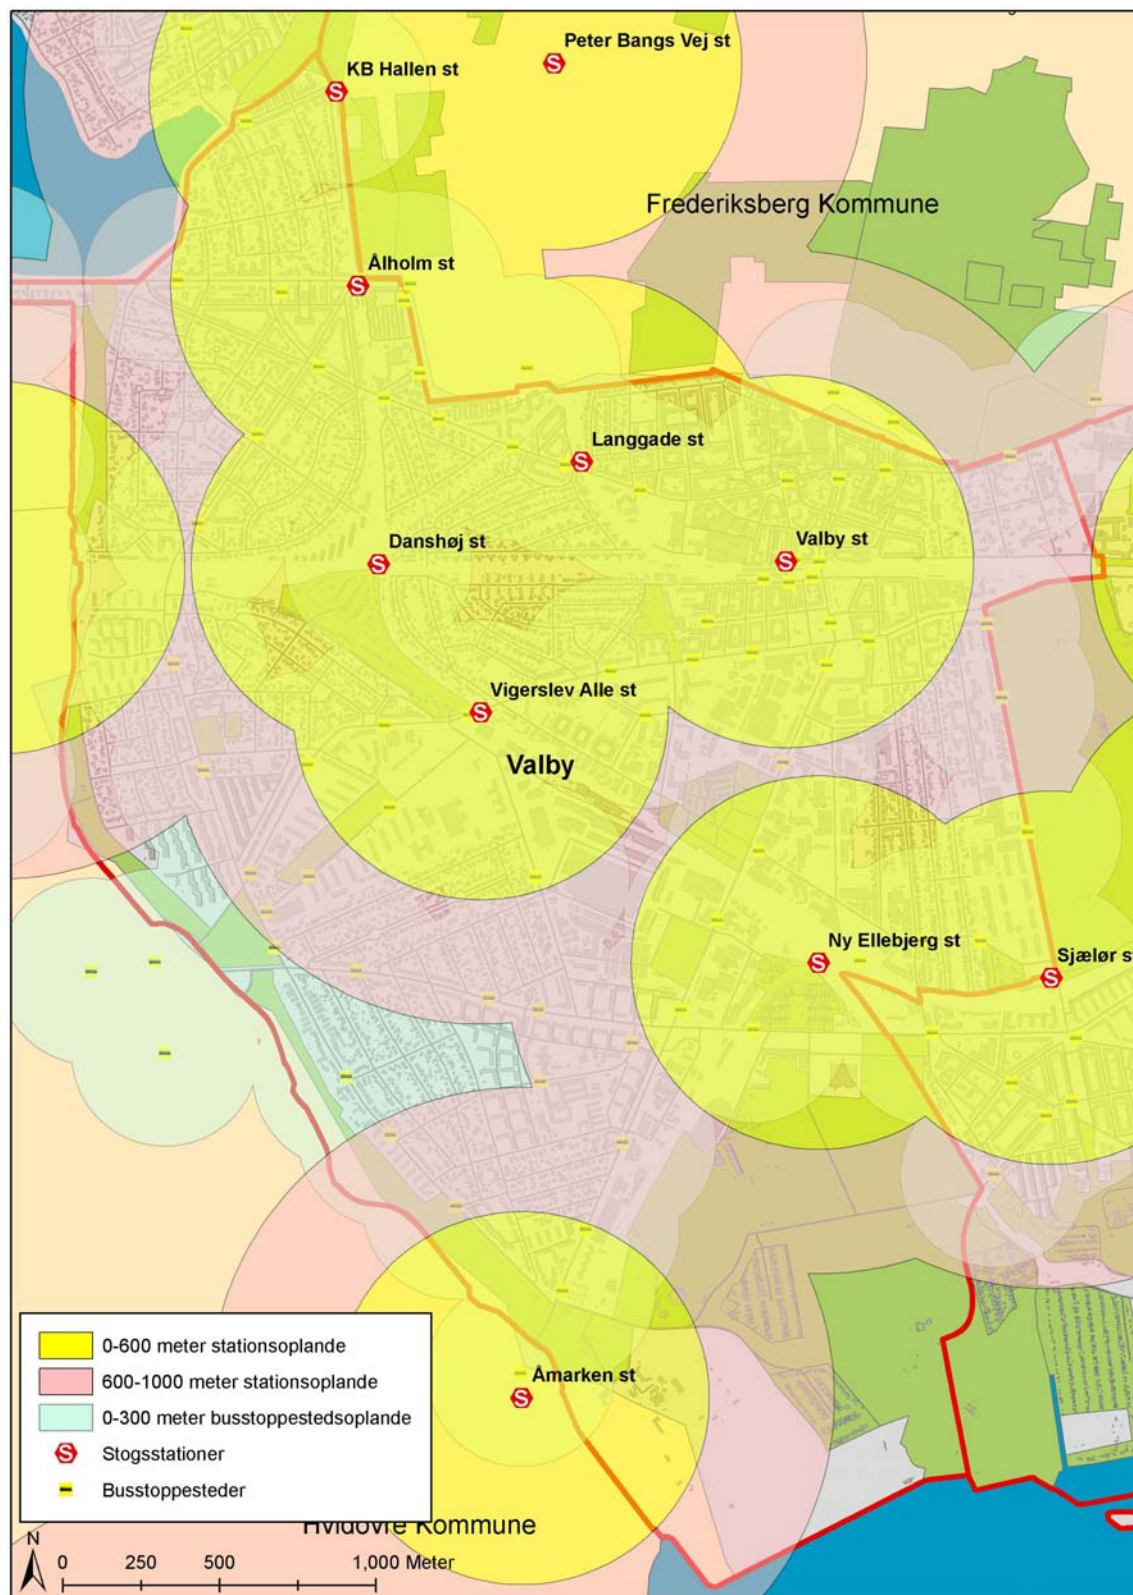 Peter Bangs Vej st
KB Hallen st
Frederiksberg Kommune
Ålholm st
Langgade st
Danshøj st
Valby st
Vigerslev Alle st
Valby
Ny Ellebjerg st
Sjælør st
Åmarken st
0-600 meter stationsoplande
600-1000 meter stationsoplande
0-300 meter busstoppestedsoplande
S Stogsstationer
Busstoppesteder
Hvidovre Kommune
N
0 250 500 1,000 Meter